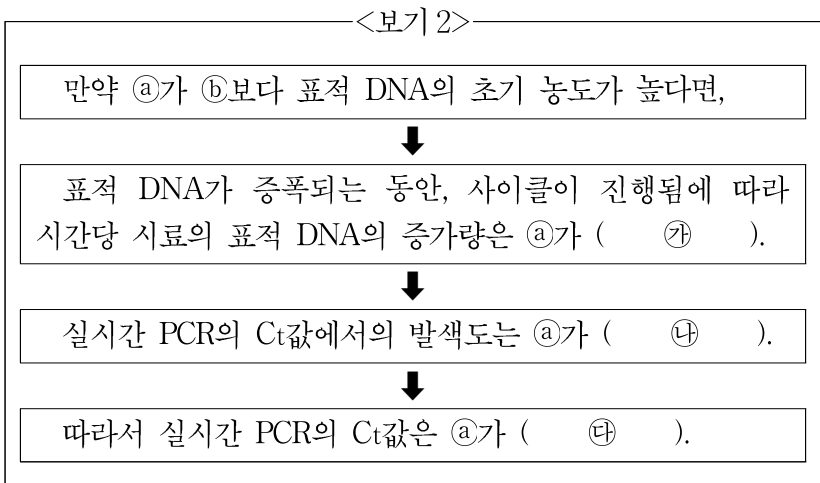 <보기 2>
만약 ⓐ가 ⓑ보다 표적 DNA의 초기 농도가 높다면,
표적 DNA가 증폭되는 동안, 사이클이 진행됨에 따라
시간당 시료의 표적 DNA의 증가량은 ⓐ가 ( ㉮ ).
실시간 PCR의 Ct값에서의 발색도는 ⓐ가 ( ㉯ ).
따라서 실시간 PCR의 Ct값은 ⓐ가 ( ㉰ ).